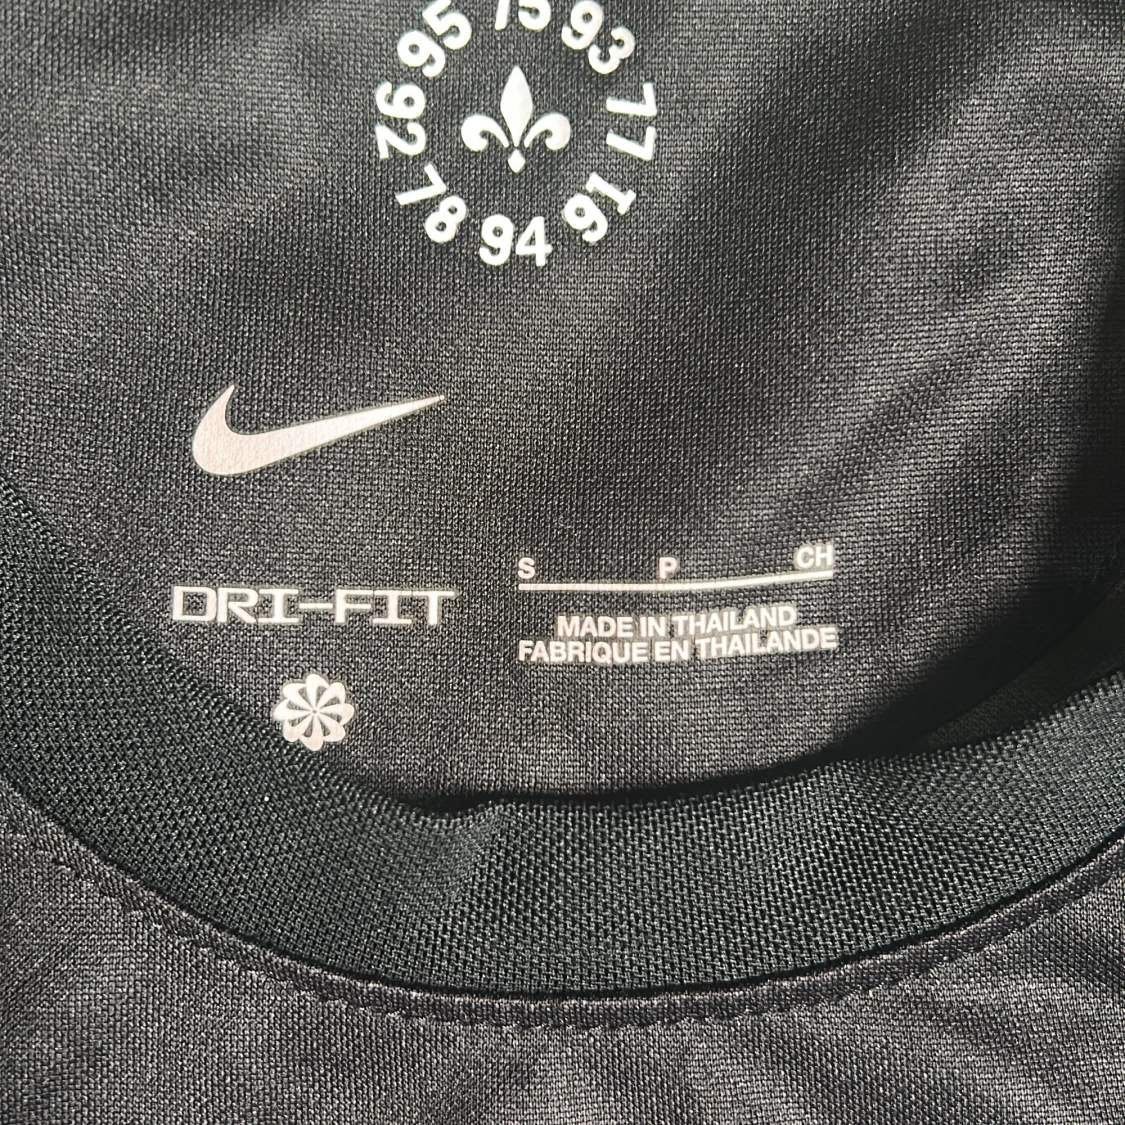 95 75 93
92 77
78 94 91
S P CH
DRI-FIT
MADE IN THAILAND
FABRIQUE EN THAILANDE